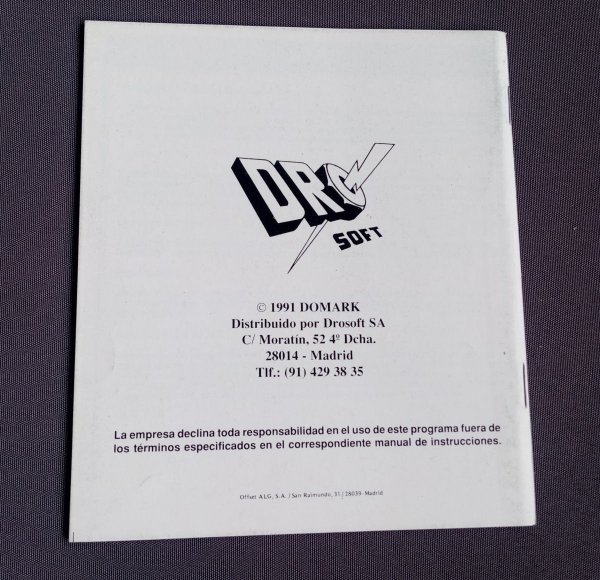 DRO
SOFT
© 1991 DOMARK
Distribuido por Drosoft SA
C/ Moratín, 52 4º Dcha.
28014 - Madrid
Tlf.: (91) 429 38 35
La empresa declina toda responsabilidad en el uso de este programa fuera de
los términos especificados en el correspondiente manual de instrucciones.
Offset A.L.G, S.A. / San Raimundo, 31 / 28039 - Madrid